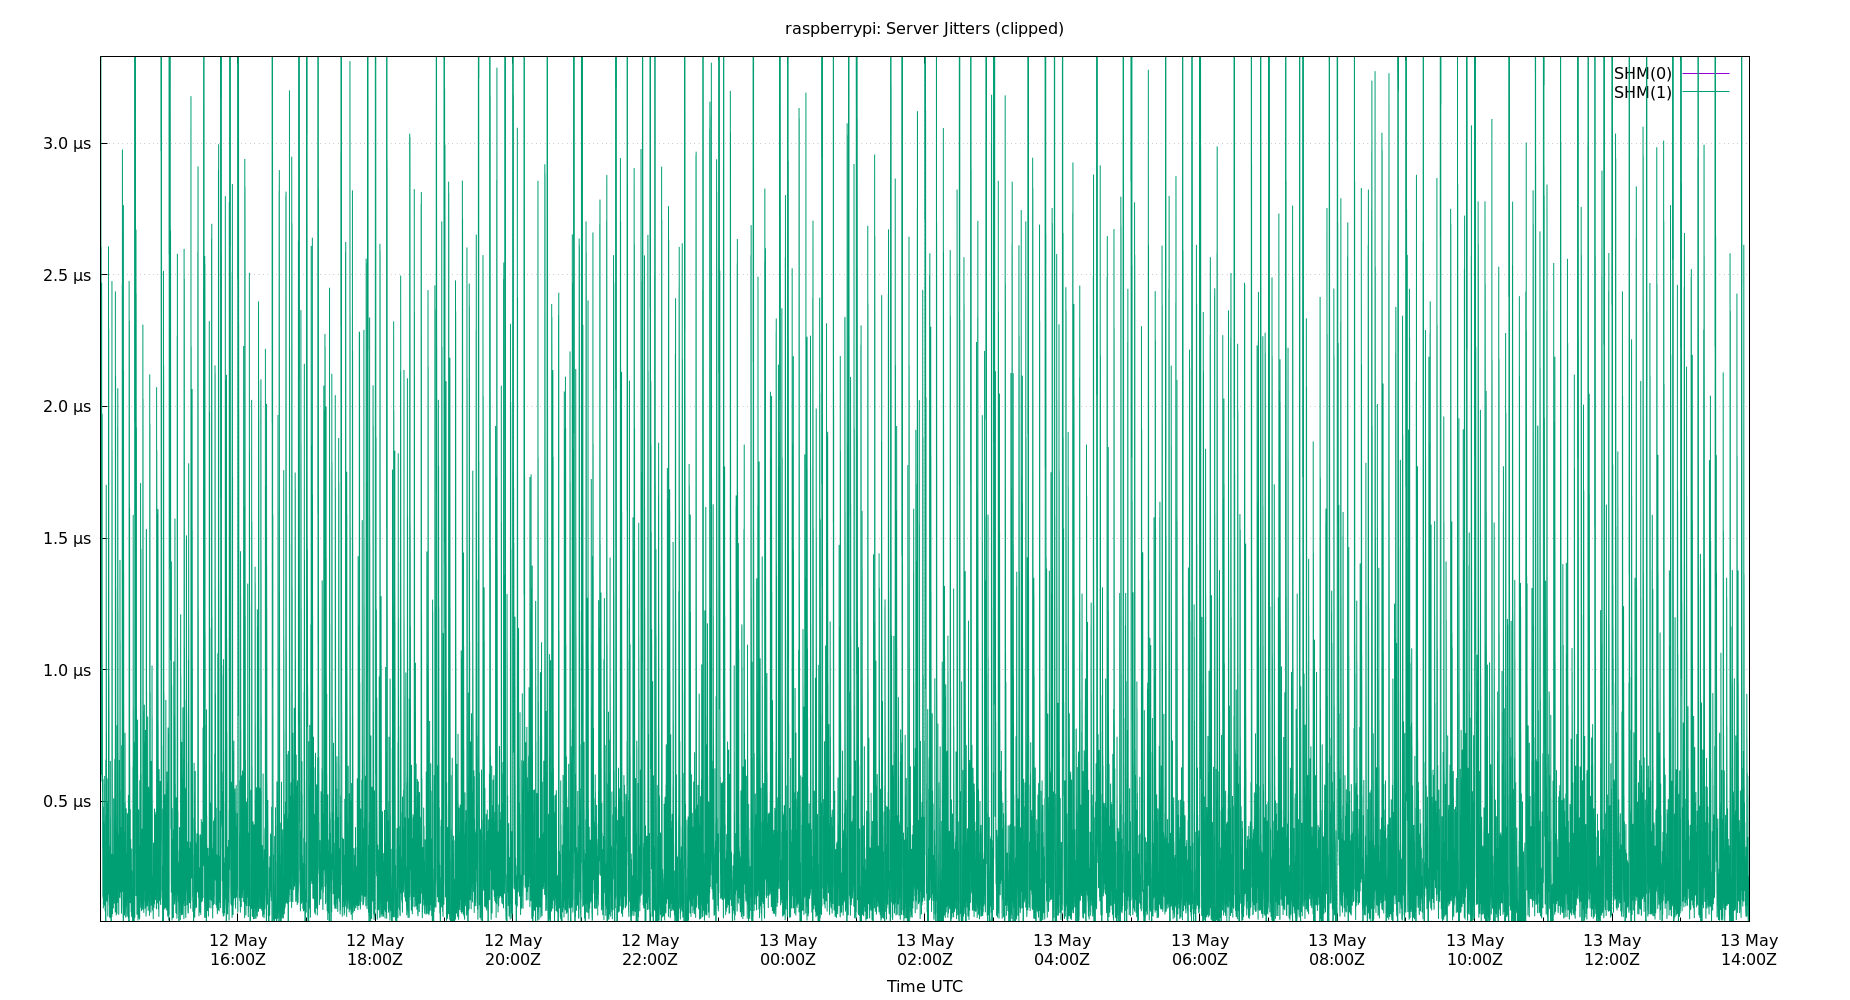 raspberrypi: Server Jitters (clipped)
SHM(0)
SHM(1)
3.0 µs
2.5 µs
2.0 µs
1.5 µs
1.0 µs
0.5 µs
12 May 12 May 12 May 12 May 13 May 13 May 13 May 13 May 13 May 13 May 13 May 13 May
16:00Z 18:00Z 20:00Z 22:00Z 00:00Z 02:00Z 04:00Z 06:00Z 08:00Z 10:00Z 12:00Z 14:00Z
Time UTC